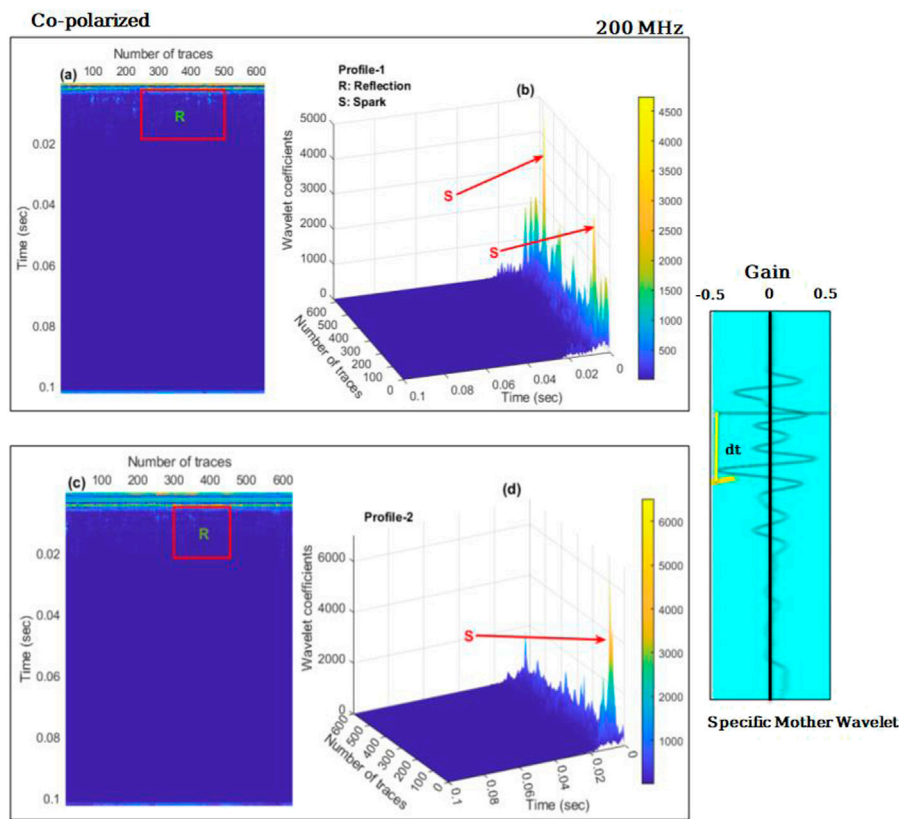 Co-polarized
200 MHz
Number of traces
(a) 100 200 300 400 500 600
R
0.02
0.04
0.06
0.08
0.1
Time (sec)
Profile-1
R: Reflection
S: Spark
(b)
5000
4000
3000
2000
1000
0
Wavelet coefficients
S
S
600
500
400
300
200
100
0
Number of traces
0.1 0.08 0.06 0.04 0.02 0
Time (sec)
4500
4000
3500
3000
2500
2000
1500
1000
500
Number of traces
(c) 100 200 300 400 500 600
R
0.02
0.04
0.06
0.08
0.1
Time (sec)
(d)
Profile-2
6000
4000
2000
0
Wavelet coefficients
S
600
500
400
300
200
100
0
Number of traces
0.1 0.08 0.06 0.04 0.02 0
Time (sec)
6000
5000
4000
3000
2000
1000
Gain
-0.5 0 0.5
dt
Specific Mother Wavelet